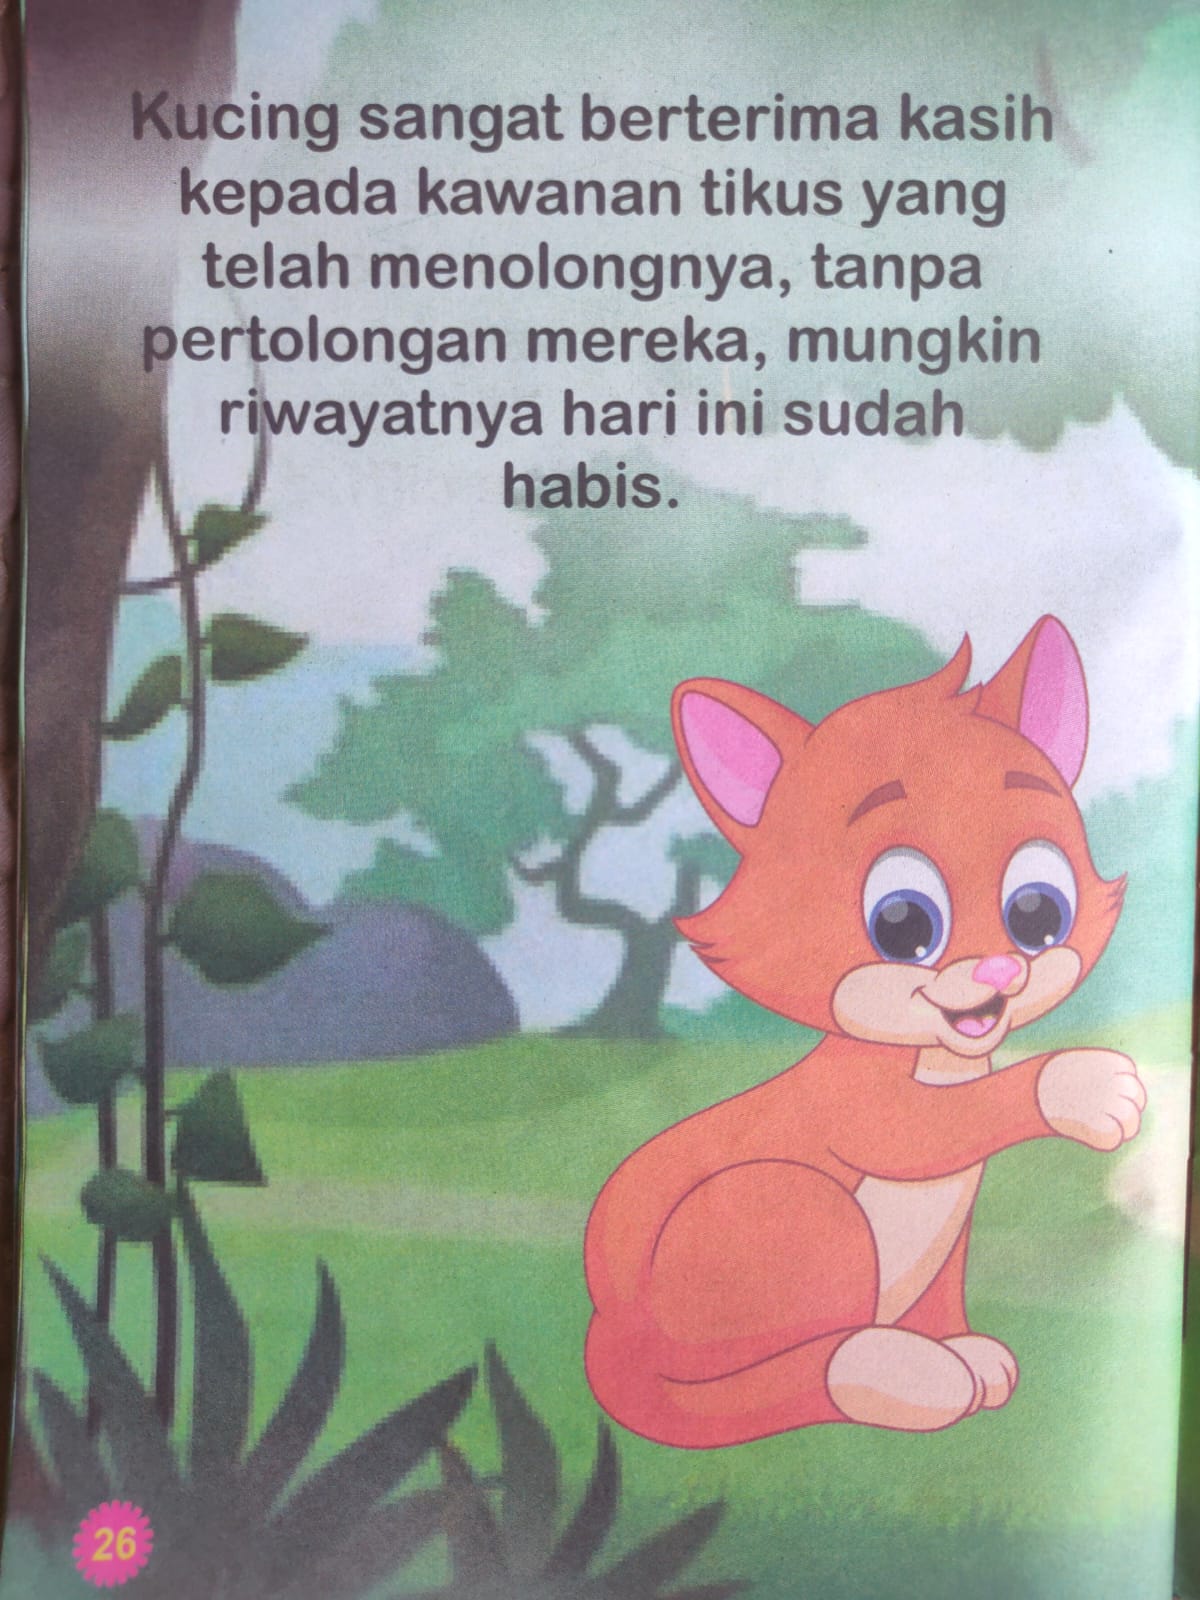 Kucing sangat berterima kasih
kepada kawanan tikus yang
telah menolongnya, tanpa
pertolongan mereka, mungkin
riwayatnya hari ini sudah
habis.
26